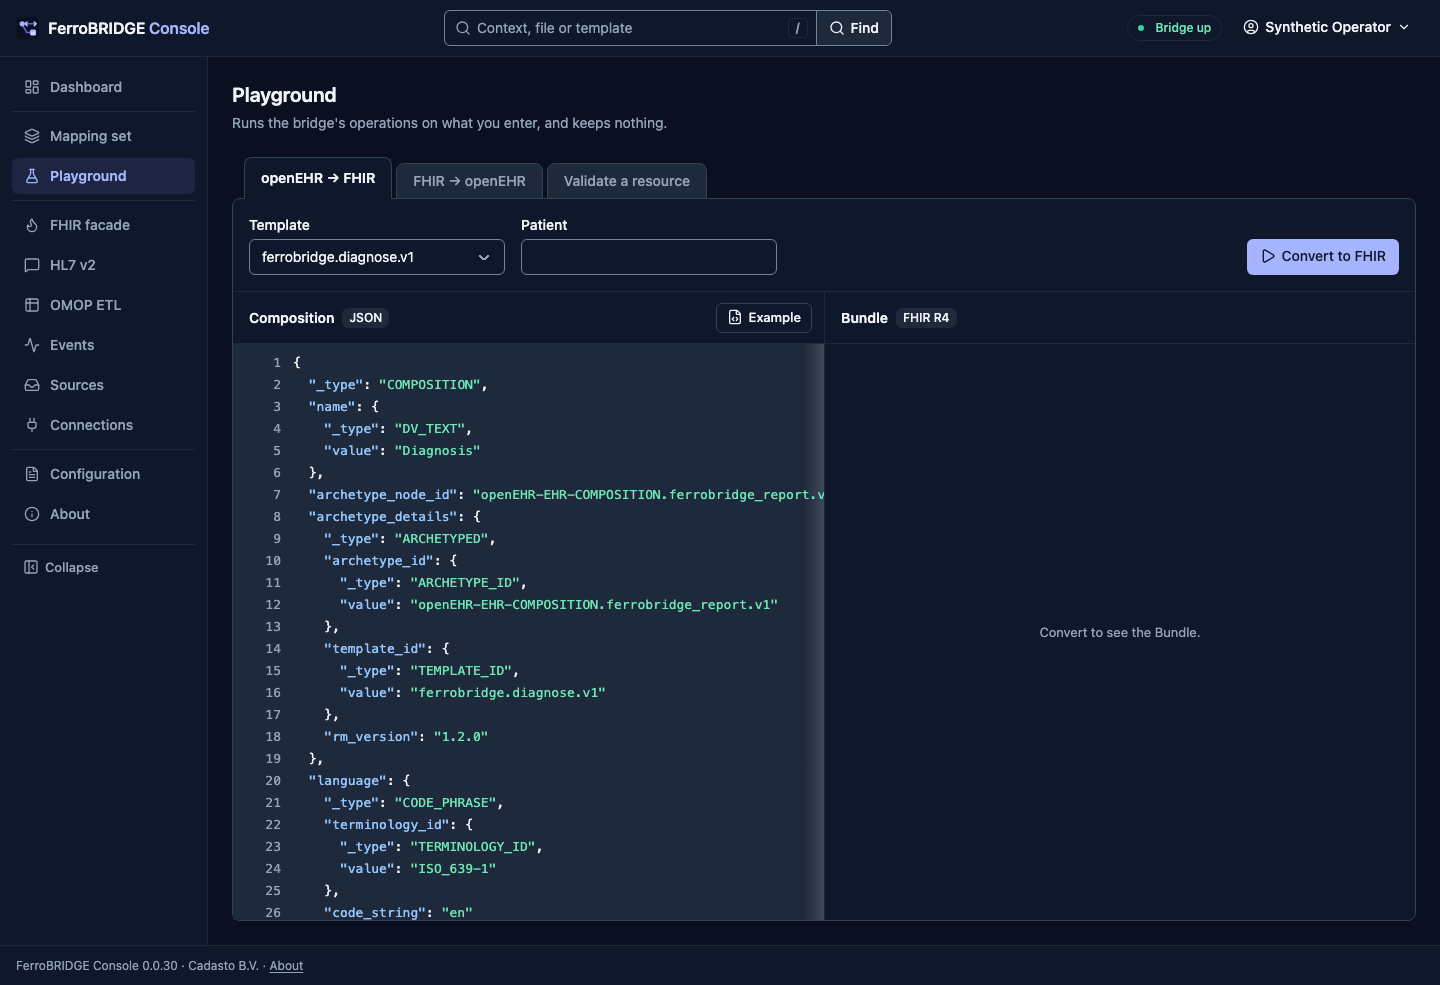 FerroBRIDGE Console
Context, file or template
/
Find
Bridge up
Synthetic Operator
Dashboard
Mapping set
Playground
FHIR facade
HL7 v2
OMOP ETL
Events
Sources
Connections
Configuration
About
Collapse
Playground
Runs the bridge's operations on what you enter, and keeps nothing.
openEHR → FHIR
FHIR → openEHR
Validate a resource
Template
Patient
ferrobridge.diagnose.v1
Convert to FHIR
Composition JSON
Example
Bundle FHIR R4
1 {
2 "_type": "COMPOSITION",
3 "name": {
4 "_type": "DV_TEXT",
5 "value": "Diagnosis"
6 },
7 "archetype_node_id": "openEHR-EHR-COMPOSITION.ferrobridge_report.v
8 "archetype_details": {
9 "_type": "ARCHETYPED",
10 "archetype_id": {
11 "_type": "ARCHETYPE_ID",
12 "value": "openEHR-EHR-COMPOSITION.ferrobridge_report.v1"
13 },
14 "template_id": {
15 "_type": "TEMPLATE_ID",
16 "value": "ferrobridge.diagnose.v1"
17 },
18 "rm_version": "1.2.0"
19 },
20 "language": {
21 "_type": "CODE_PHRASE",
22 "terminology_id": {
23 "_type": "TERMINOLOGY_ID",
24 "value": "ISO_639-1"
25 },
26 "code_string": "en"
Convert to see the Bundle.
FerroBRIDGE Console 0.0.30 · Cadasto B.V. · About